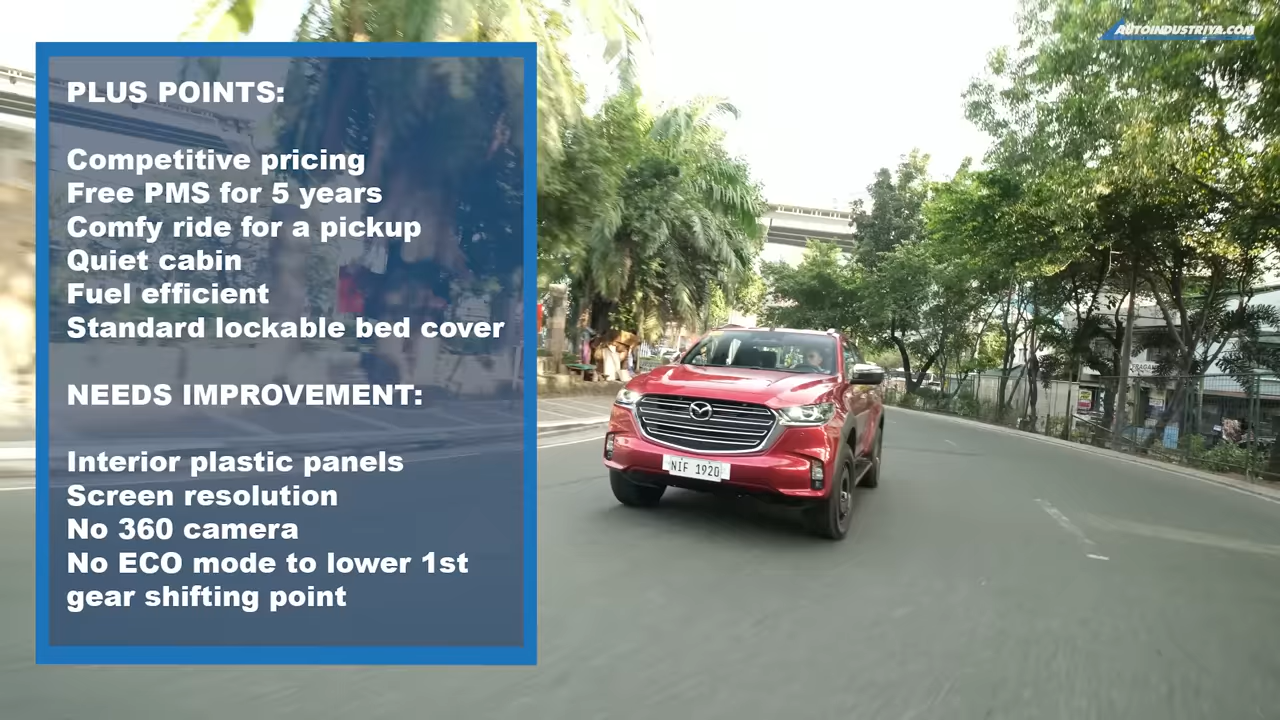 AUTOINDUSTRIYA.COM
PLUS POINTS:
Competitive pricing
Free PMS for 5 years
Comfy ride for a pickup
Quiet cabin
Fuel efficient
Standard lockable bed cover
NEEDS IMPROVEMENT:
Interior plastic panels
Screen resolution
No 360 camera
No ECO mode to lower 1st
gear shifting point
NIF 1920